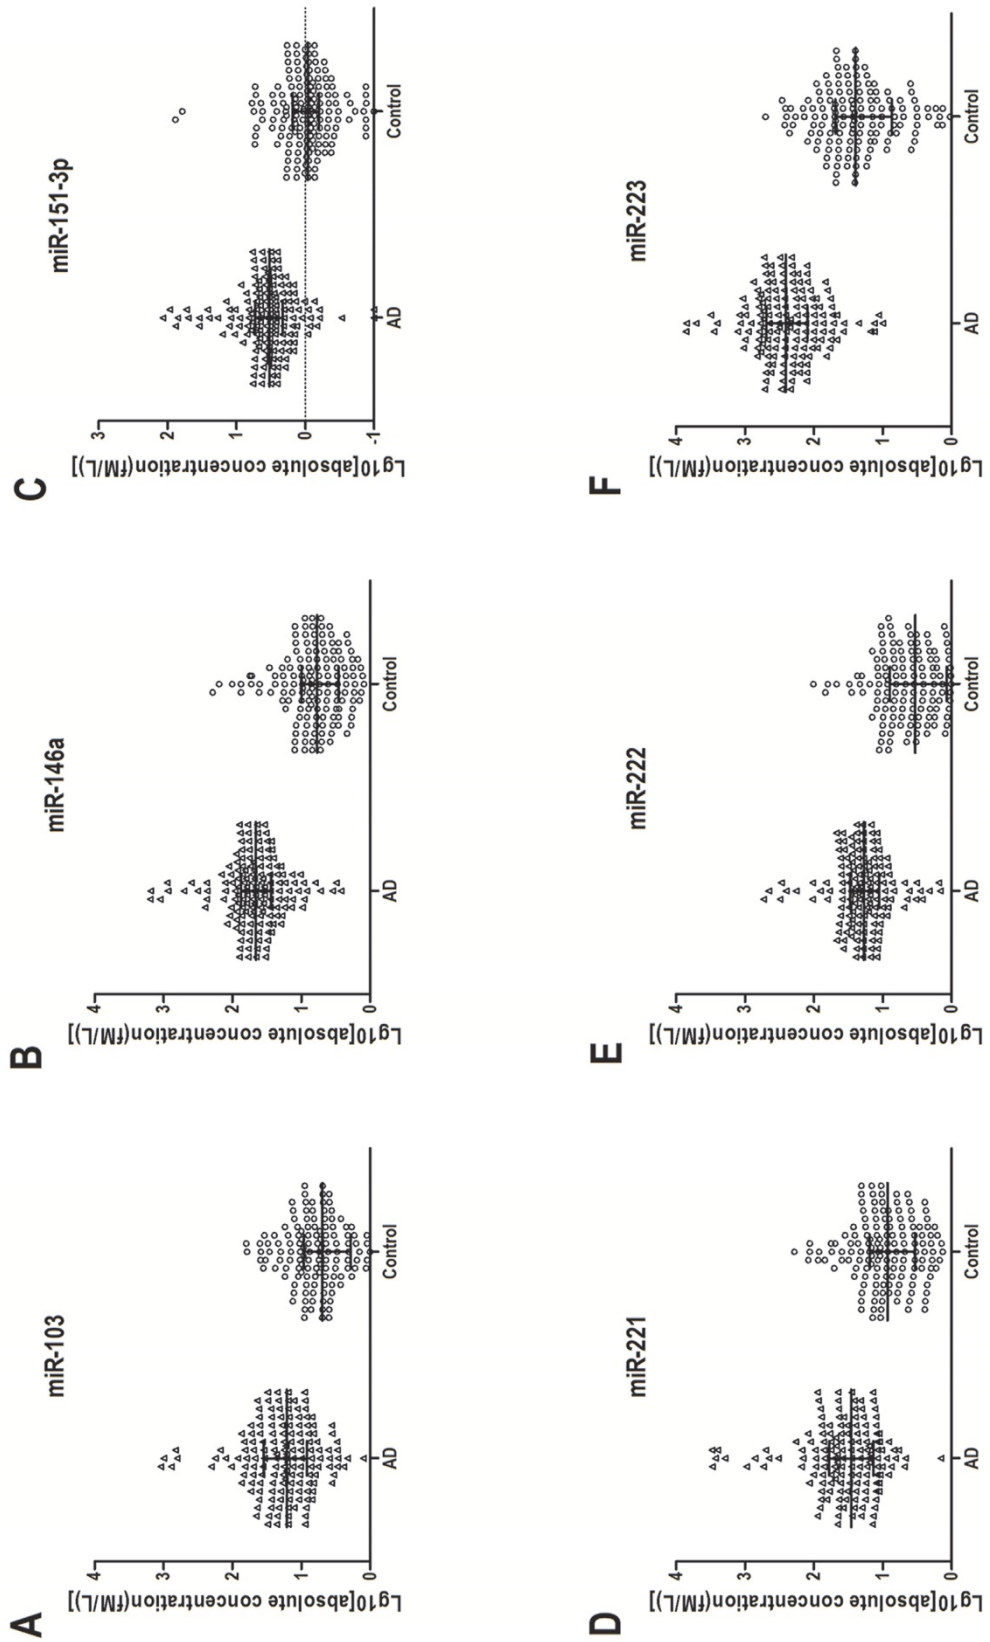 A
miR-103
Lg10[absolute concentration(fM/L)]
4
3
2
1
0
AD
Control
B
miR-146a
Lg10[absolute concentration(fM/L)]
4
3
2
1
0
AD
Control
C
miR-151-3p
Lg10[absolute concentration(fM/L)]
3
2
1
0
-1
AD
Control
D
miR-221
Lg10[absolute concentration(fM/L)]
4
3
2
1
0
AD
Control
E
miR-222
Lg10[absolute concentration(fM/L)]
4
3
2
1
0
AD
Control
F
miR-223
Lg10[absolute concentration(fM/L)]
4
3
2
1
0
AD
Control